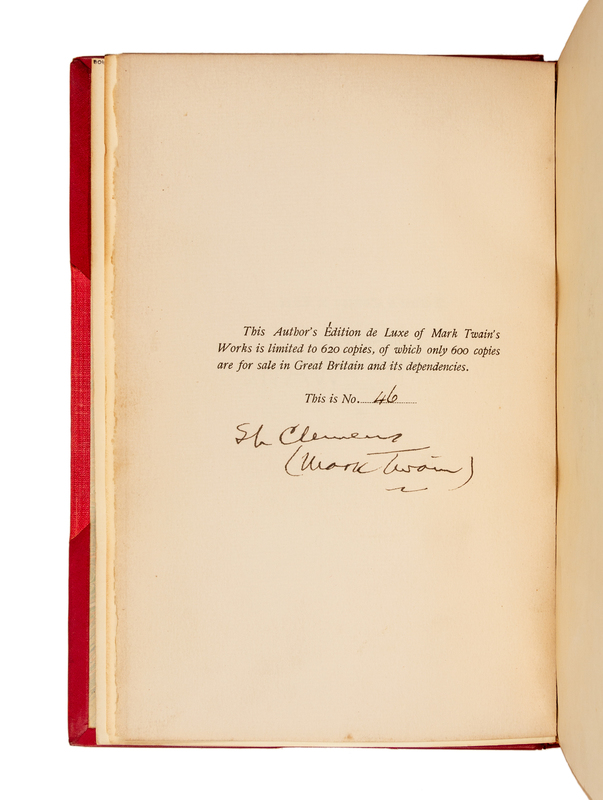 This Author's Édition de Luxe of Mark Twain's
Works is limited to 620 copies, of which only 600 copies
are for sale in Great Britain and its dependencies.
This is No. 46
SL Clemens
(Mark Twain)